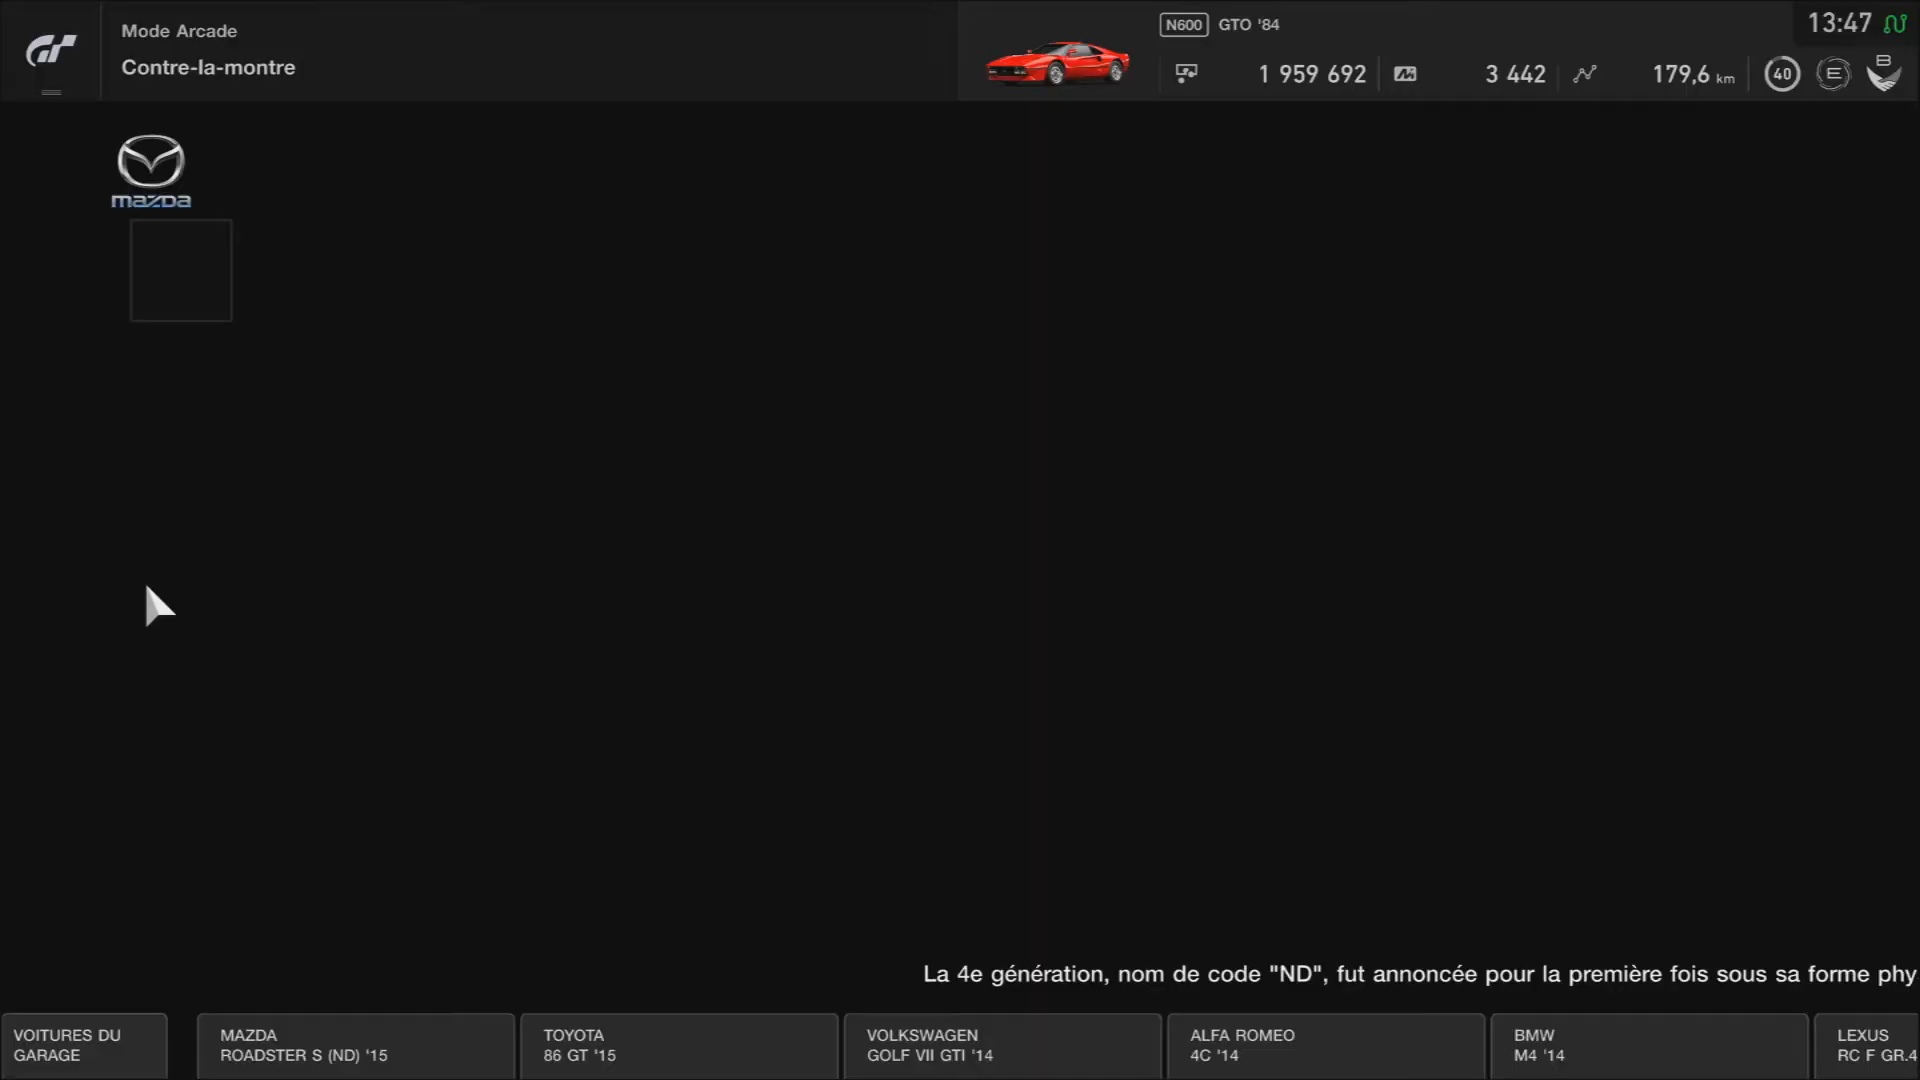 Mode Arcade
Contre-la-montre
N600 GTO '84
13:47
1 959 692
3 442
179,6 km
40
E
B
mazda
La 4e génération, nom de code "ND", fut annoncée pour la première fois sous sa forme phy
VOITURES DU
GARAGE
MAZDA
ROADSTER S (ND) '15
TOYOTA
86 GT '15
VOLKSWAGEN
GOLF VII GTI '14
ALFA ROMEO
4C '14
BMW
M4 '14
LEXUS
RC F GR.4